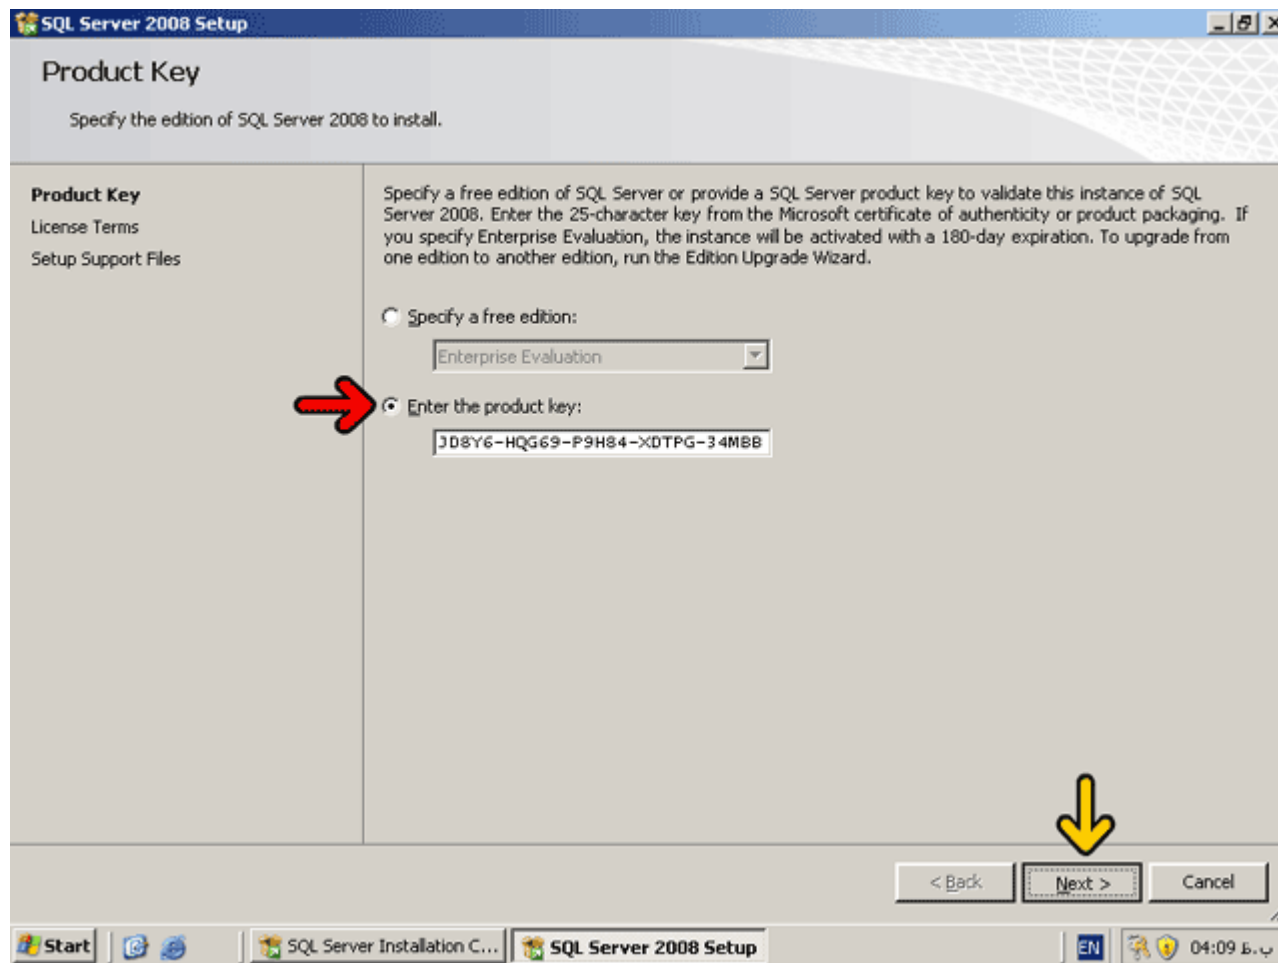 SQL Server 2008 Setup
Product Key
Specify the edition of SQL Server 2008 to install.
Product Key
License Terms
Setup Support Files
Specify a free edition of SQL Server or provide a SQL Server product key to validate this instance of SQL
Server 2008. Enter the 25-character key from the Microsoft certificate of authenticity or product packaging. If
you specify Enterprise Evaluation, the instance will be activated with a 180-day expiration. To upgrade from
one edition to another edition, run the Edition Upgrade Wizard.
Specify a free edition:
Enterprise Evaluation
Enter the product key:
JD8Y6-HQG69-P9H84-XDTPG-34MBB
< Back
Next >
Cancel
Start
SQL Server Installation C...
SQL Server 2008 Setup
EN
04:09 ب.ظ